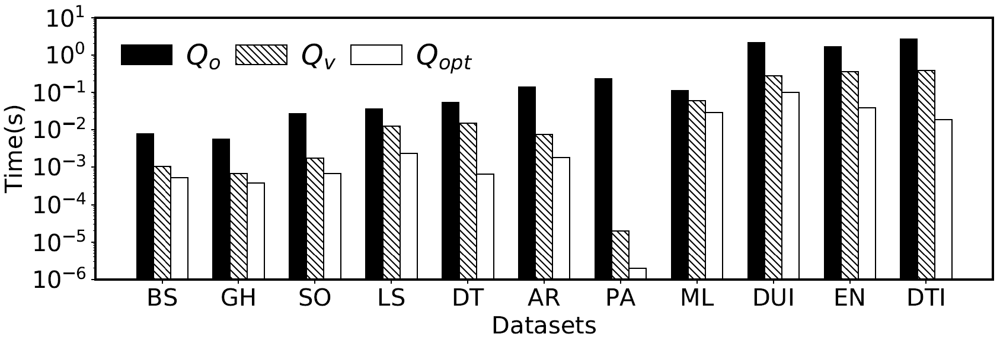 10^1
10^0
10^−1
10^−2
10^−3
10^−4
10^−5
10^−6
Time(s)
Q_o Q_v Q_opt
BS GH SO LS DT AR PA ML DUI EN DTI
Datasets